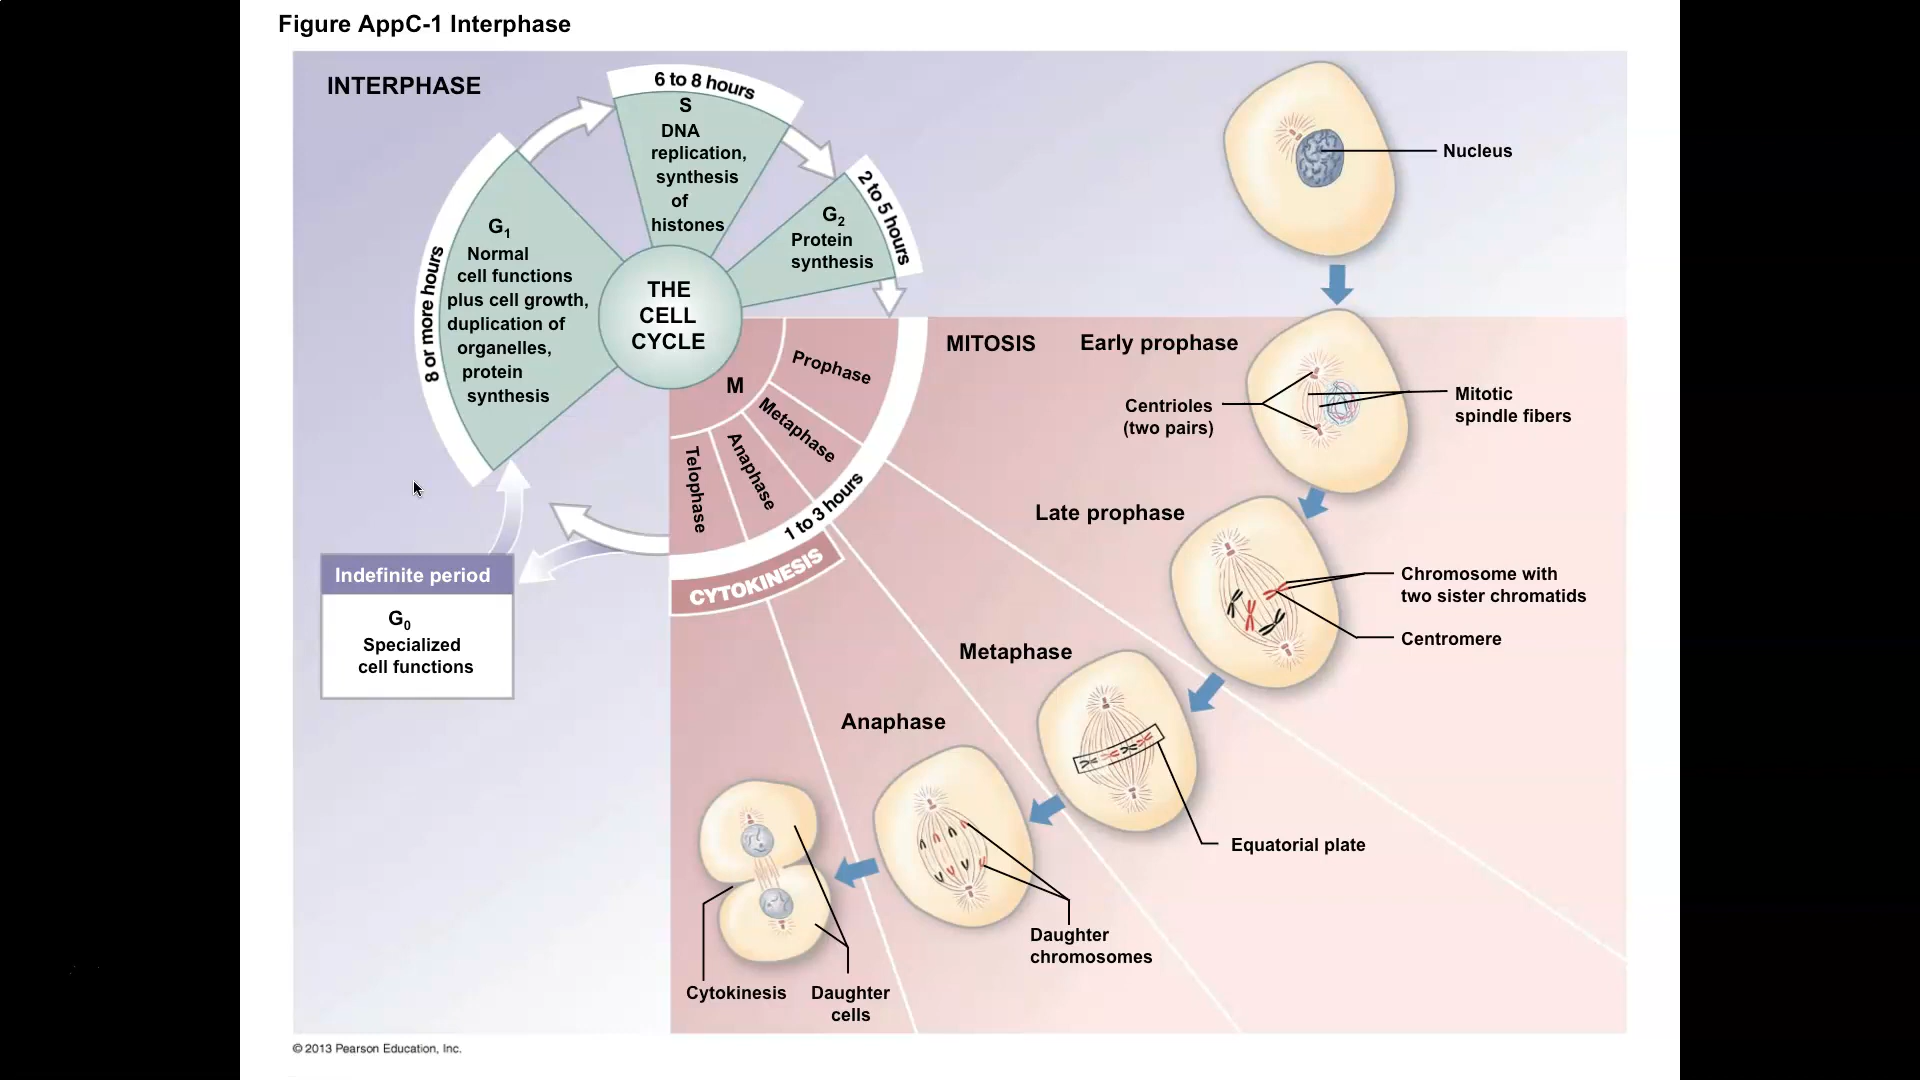 Figure AppC-1 Interphase
INTERPHASE
6 to 8 hours
S
DNA
replication,
synthesis
of
histones
2 to 5 hours
G2
Protein
synthesis
8 or more hours
G1
Normal
cell functions
plus cell growth,
duplication of
organelles,
protein
synthesis
THE
CELL
CYCLE
M
Prophase
Metaphase
Anaphase
Telophase
1 to 3 hours
CYTOKINESIS
Indefinite period
G0
Specialized
cell functions
Nucleus
MITOSIS
Early prophase
Centrioles
(two pairs)
Mitotic
spindle fibers
Late prophase
Chromosome with
two sister chromatids
Centromere
Metaphase
Equatorial plate
Anaphase
Daughter
chromosomes
Cytokinesis
Daughter
cells
© 2013 Pearson Education, Inc.